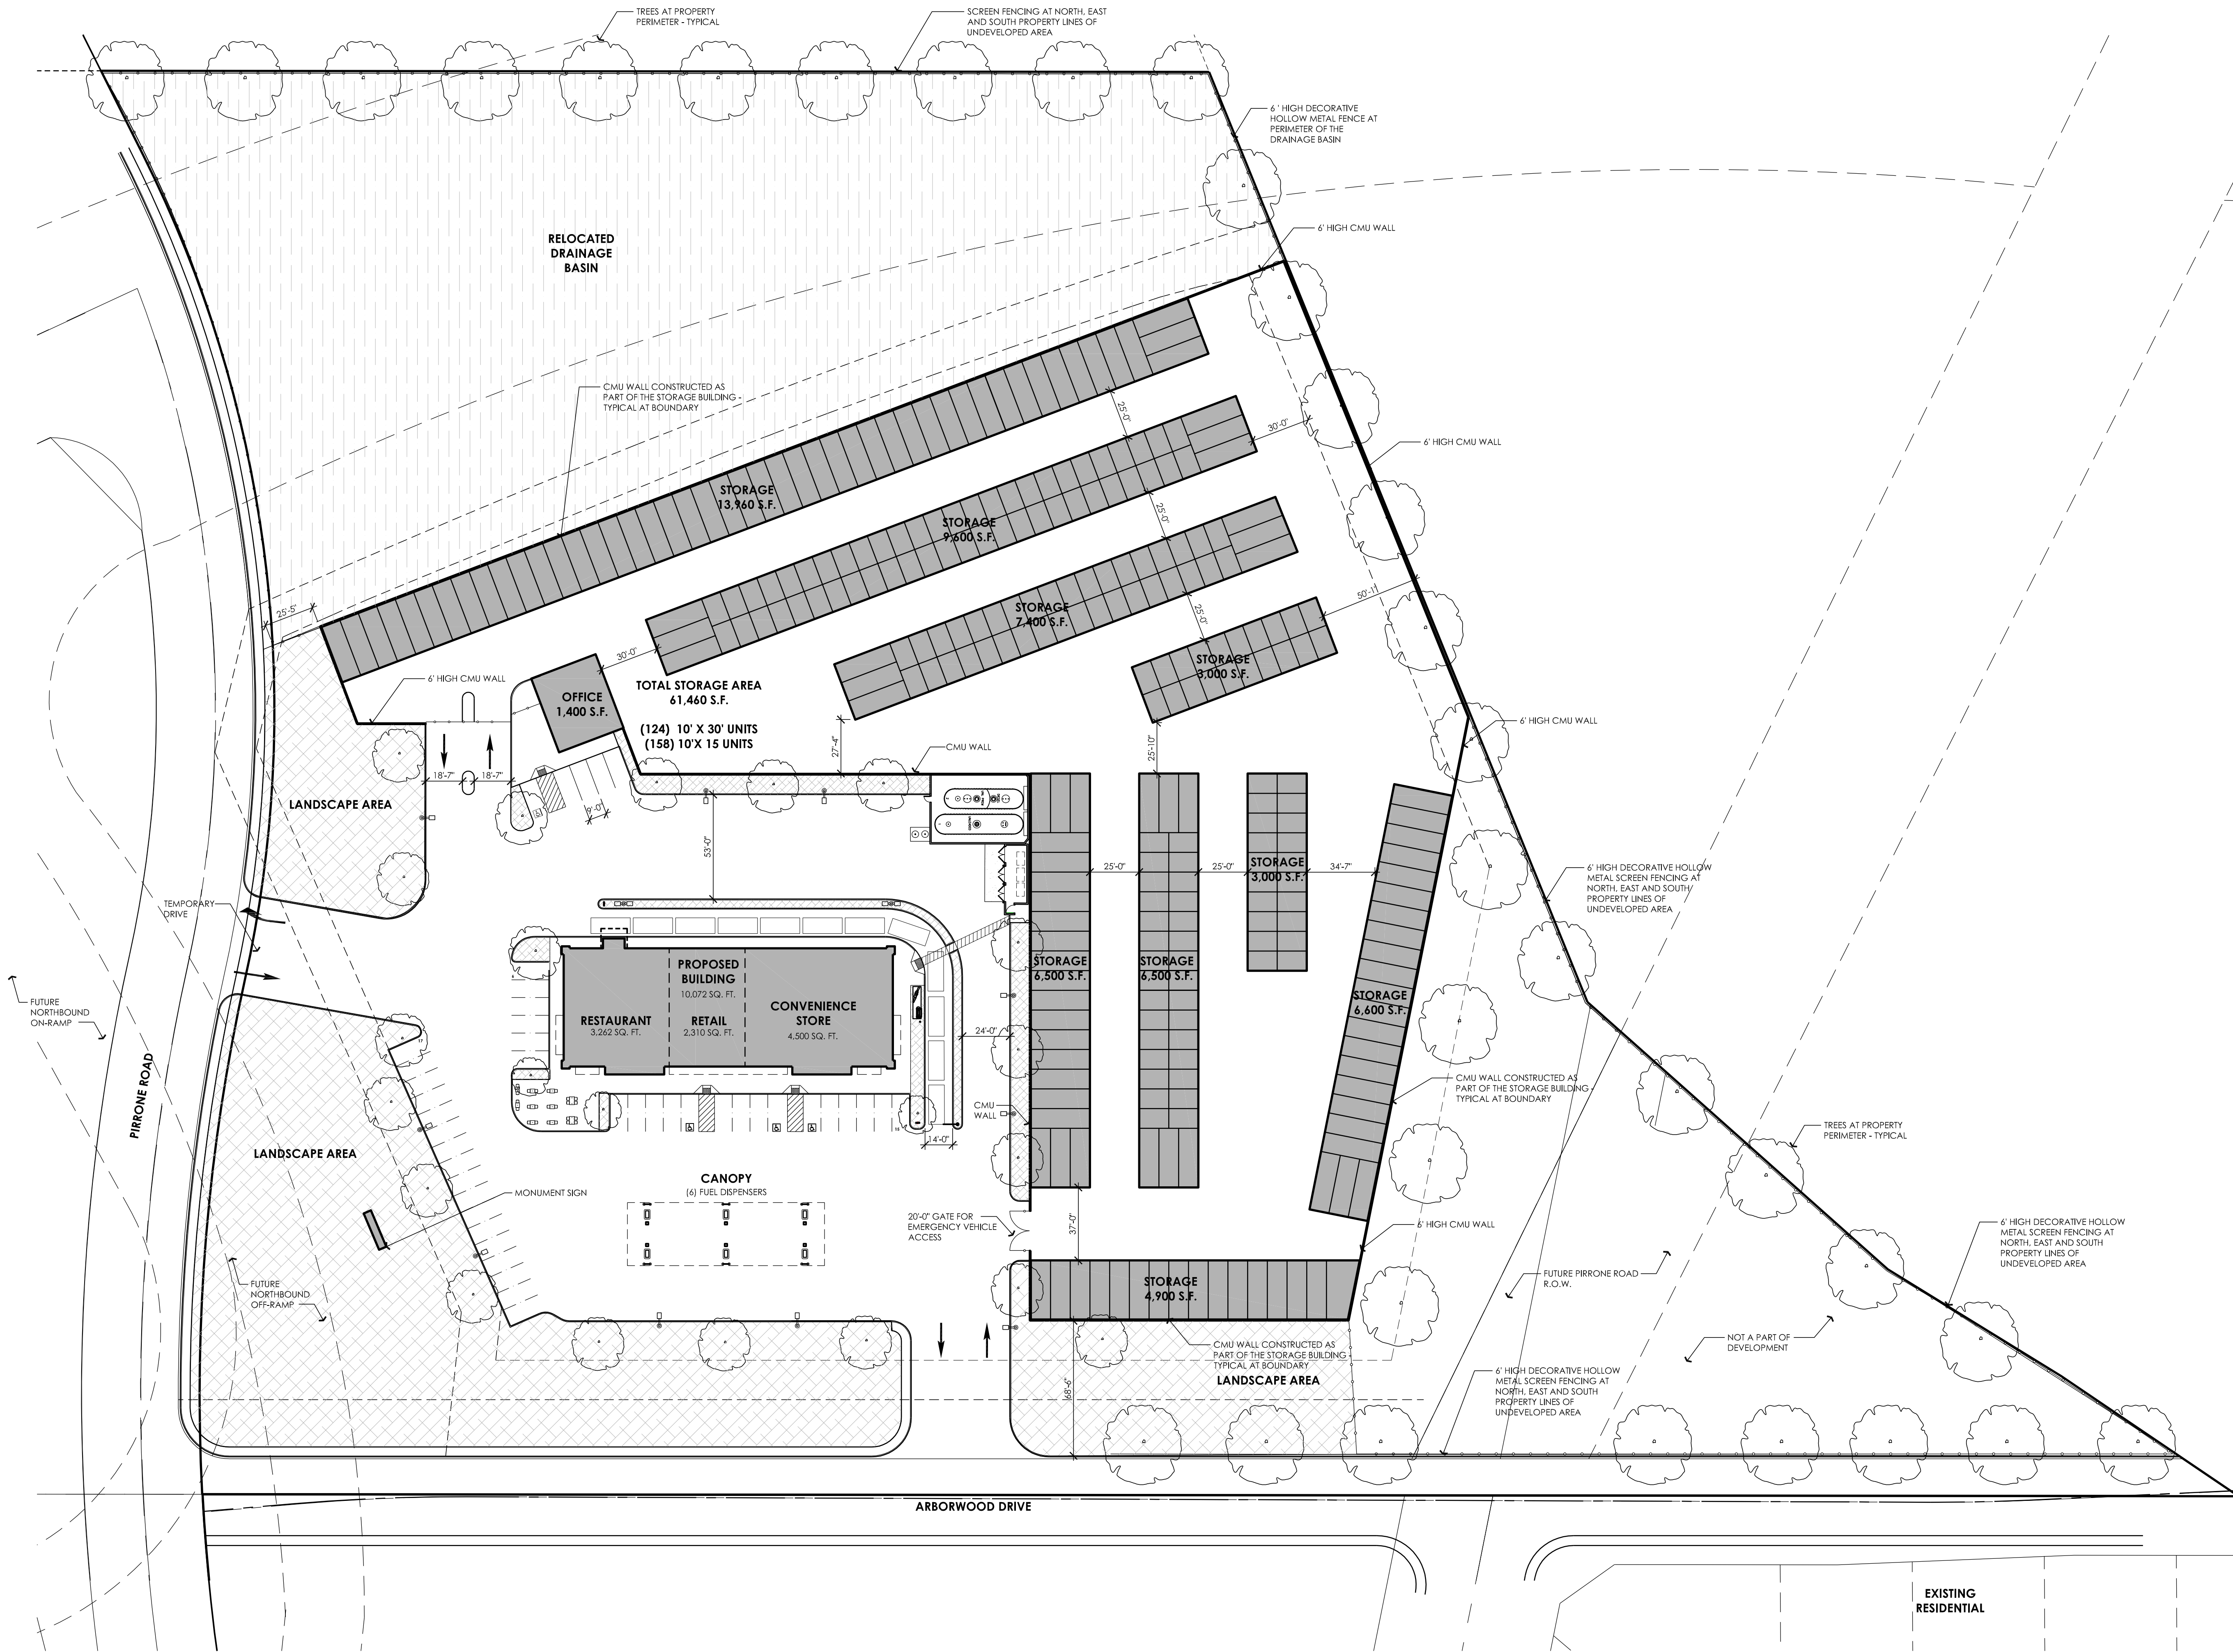 TREES AT PROPERTY
PERIMETER - TYPICAL
SCREEN FENCING AT NORTH, EAST
AND SOUTH PROPERTY LINES OF
UNDEVELOPED AREA
6 ' HIGH DECORATIVE
HOLLOW METAL FENCE AT
PERIMETER OF THE
DRAINAGE BASIN
6' HIGH CMU WALL
RELOCATED
DRAINAGE
BASIN
CMU WALL CONSTRUCTED AS
PART OF THE STORAGE BUILDING -
TYPICAL AT BOUNDARY
25'-0"
30'-0"
6' HIGH CMU WALL
STORAGE
13,960 S.F.
STORAGE
9,600 S.F.
25'-0"
STORAGE
7,400 S.F.
25'-0"
50'-1"
25'-5"
STORAGE
3,000 S.F.
30'-0"
6' HIGH CMU WALL
OFFICE
1,400 S.F.
TOTAL STORAGE AREA
61,460 S.F.
(124) 10' X 30' UNITS
(158) 10'X 15 UNITS
27'-4"
25'-10"
6' HIGH CMU WALL
CMU WALL
18'-7"
18'-7"
9'-0"
LANDSCAPE AREA
53'-0"
25'-0"
25'-0"
STORAGE
3,000 S.F.
34'-7"
6' HIGH DECORATIVE HOLLOW
METAL SCREEN FENCING AT
NORTH, EAST AND SOUTH
PROPERTY LINES OF
UNDEVELOPED AREA
TEMPORARY
DRIVE
PROPOSED
BUILDING
10,072 SQ. FT.
STORAGE
6,500 S.F.
STORAGE
6,500 S.F.
STORAGE
6,600 S.F.
FUTURE
NORTHBOUND
ON-RAMP
RESTAURANT
3,262 SQ. FT.
RETAIL
2,310 SQ. FT.
CONVENIENCE
STORE
4,500 SQ. FT.
24'-0"
17
PIRRONE ROAD
CMU
WALL
CMU WALL CONSTRUCTED AS
PART OF THE STORAGE BUILDING -
TYPICAL AT BOUNDARY
14'-0"
TREES AT PROPERTY
PERIMETER - TYPICAL
LANDSCAPE AREA
MONUMENT SIGN
CANOPY
(6) FUEL DISPENSERS
20'-0" GATE FOR
EMERGENCY VEHICLE
ACCESS
37'-0"
6' HIGH CMU WALL
6' HIGH DECORATIVE HOLLOW
METAL SCREEN FENCING AT
NORTH, EAST AND SOUTH
PROPERTY LINES OF
UNDEVELOPED AREA
FUTURE
NORTHBOUND
OFF-RAMP
STORAGE
4,900 S.F.
FUTURE PIRRONE ROAD
R.O.W.
NOT A PART OF
DEVELOPMENT
CMU WALL CONSTRUCTED AS
PART OF THE STORAGE BUILDING -
TYPICAL AT BOUNDARY
LANDSCAPE AREA
68'-6"
6' HIGH DECORATIVE HOLLOW
METAL SCREEN FENCING AT
NORTH, EAST AND SOUTH
PROPERTY LINES OF
UNDEVELOPED AREA
ARBORWOOD DRIVE
EXISTING
RESIDENTIAL